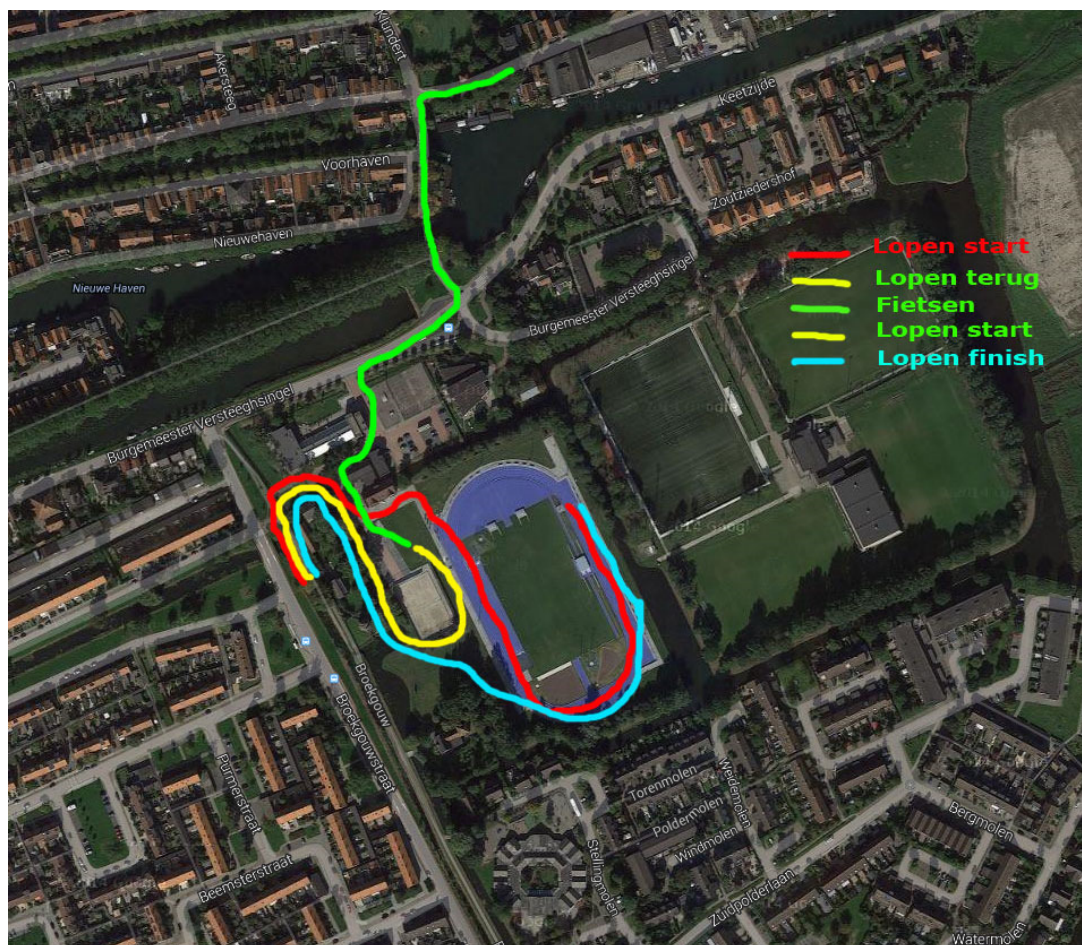 Klundert
Akersteeg
Keetzijde
Voorhaven
Zoutziedershof
Nieuwehaven
Lopen start
Nieuwe Haven
Lopen terug
Burgemeester Versteeghsingel
Fietsen
Lopen start
Lopen finish
Burgemeester Versteeghsingel
Broekgouw
Broekgouwstraat
Purmerstraat
Weidemolen
Torenmolen
Poldermolen
Bergmolen
Windmolen
Stellingmolen
Beemsterstraat
Zuidpolderlaan
Watermolen